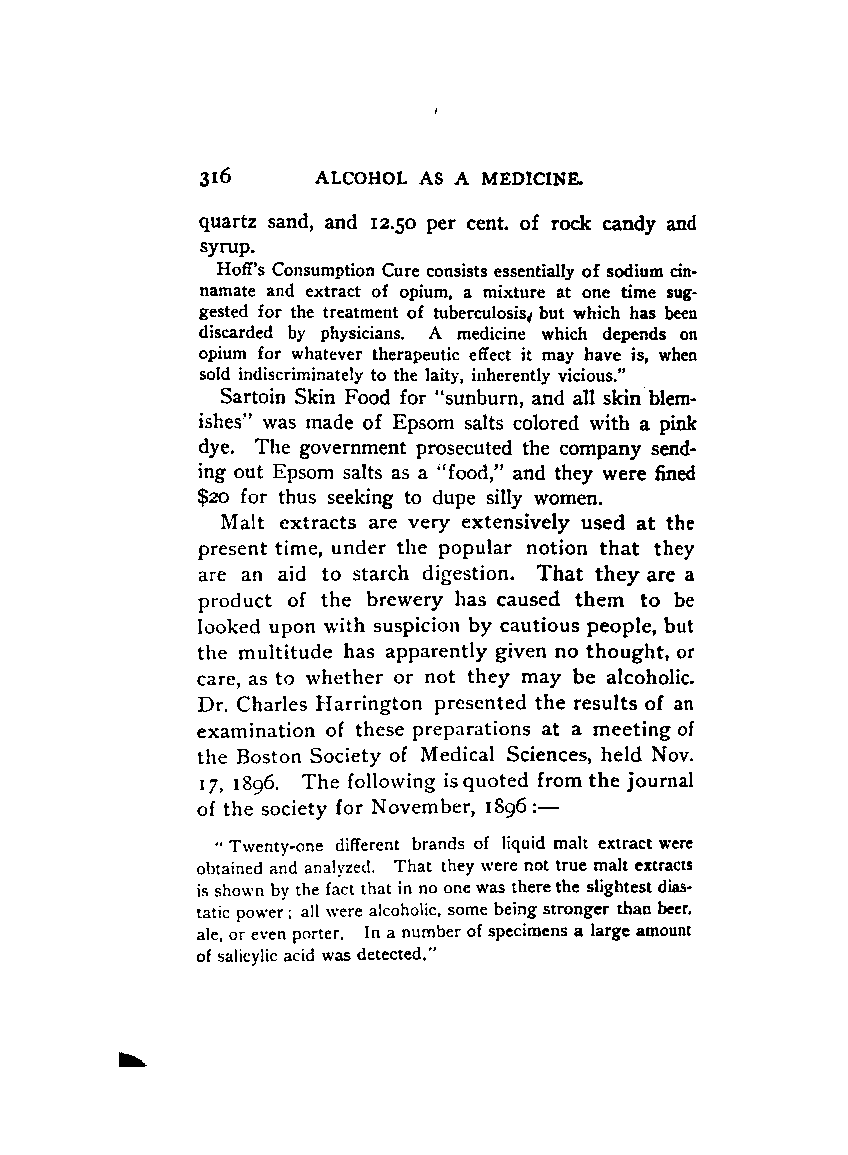 316 ALCOHOL AS A MEDICINE.
quartz sand, and 12.50 per cent. of rock candy and
syrup.
Hoff's Consumption Cure consists essentially of sodium cin-
namate and extract of opium, a mixture at one time sug-
gested for the treatment of tuberculosis, but which has been
discarded by physicians. A medicine which depends on
opium for whatever therapeutic effect it may have is, when
sold indiscriminately to the laity, inherently vicious."
Sartoin Skin Food for "sunburn, and all skin blem-
ishes" was made of Epsom salts colored with a pink
dye. The government prosecuted the company send-
ing out Epsom salts as a "food," and they were fined
$20 for thus seeking to dupe silly women.
Malt extracts are very extensively used at the
present time, under the popular notion that they
are an aid to starch digestion. That they are a
product of the brewery has caused them to be
looked upon with suspicion by cautious people, but
the multitude has apparently given no thought, or
care, as to whether or not they may be alcoholic.
Dr. Charles Harrington presented the results of an
examination of these preparations at a meeting of
the Boston Society of Medical Sciences, held Nov.
17, 1896. The following is quoted from the journal
of the society for November, 1896:—
"Twenty-one different brands of liquid malt extract were
obtained and analyzed. That they were not true malt extracts
is shown by the fact that in no one was there the slightest dias-
tatic power; all were alcoholic, some being stronger than beer,
ale, or even porter. In a number of specimens a large amount
of salicylic acid was detected."